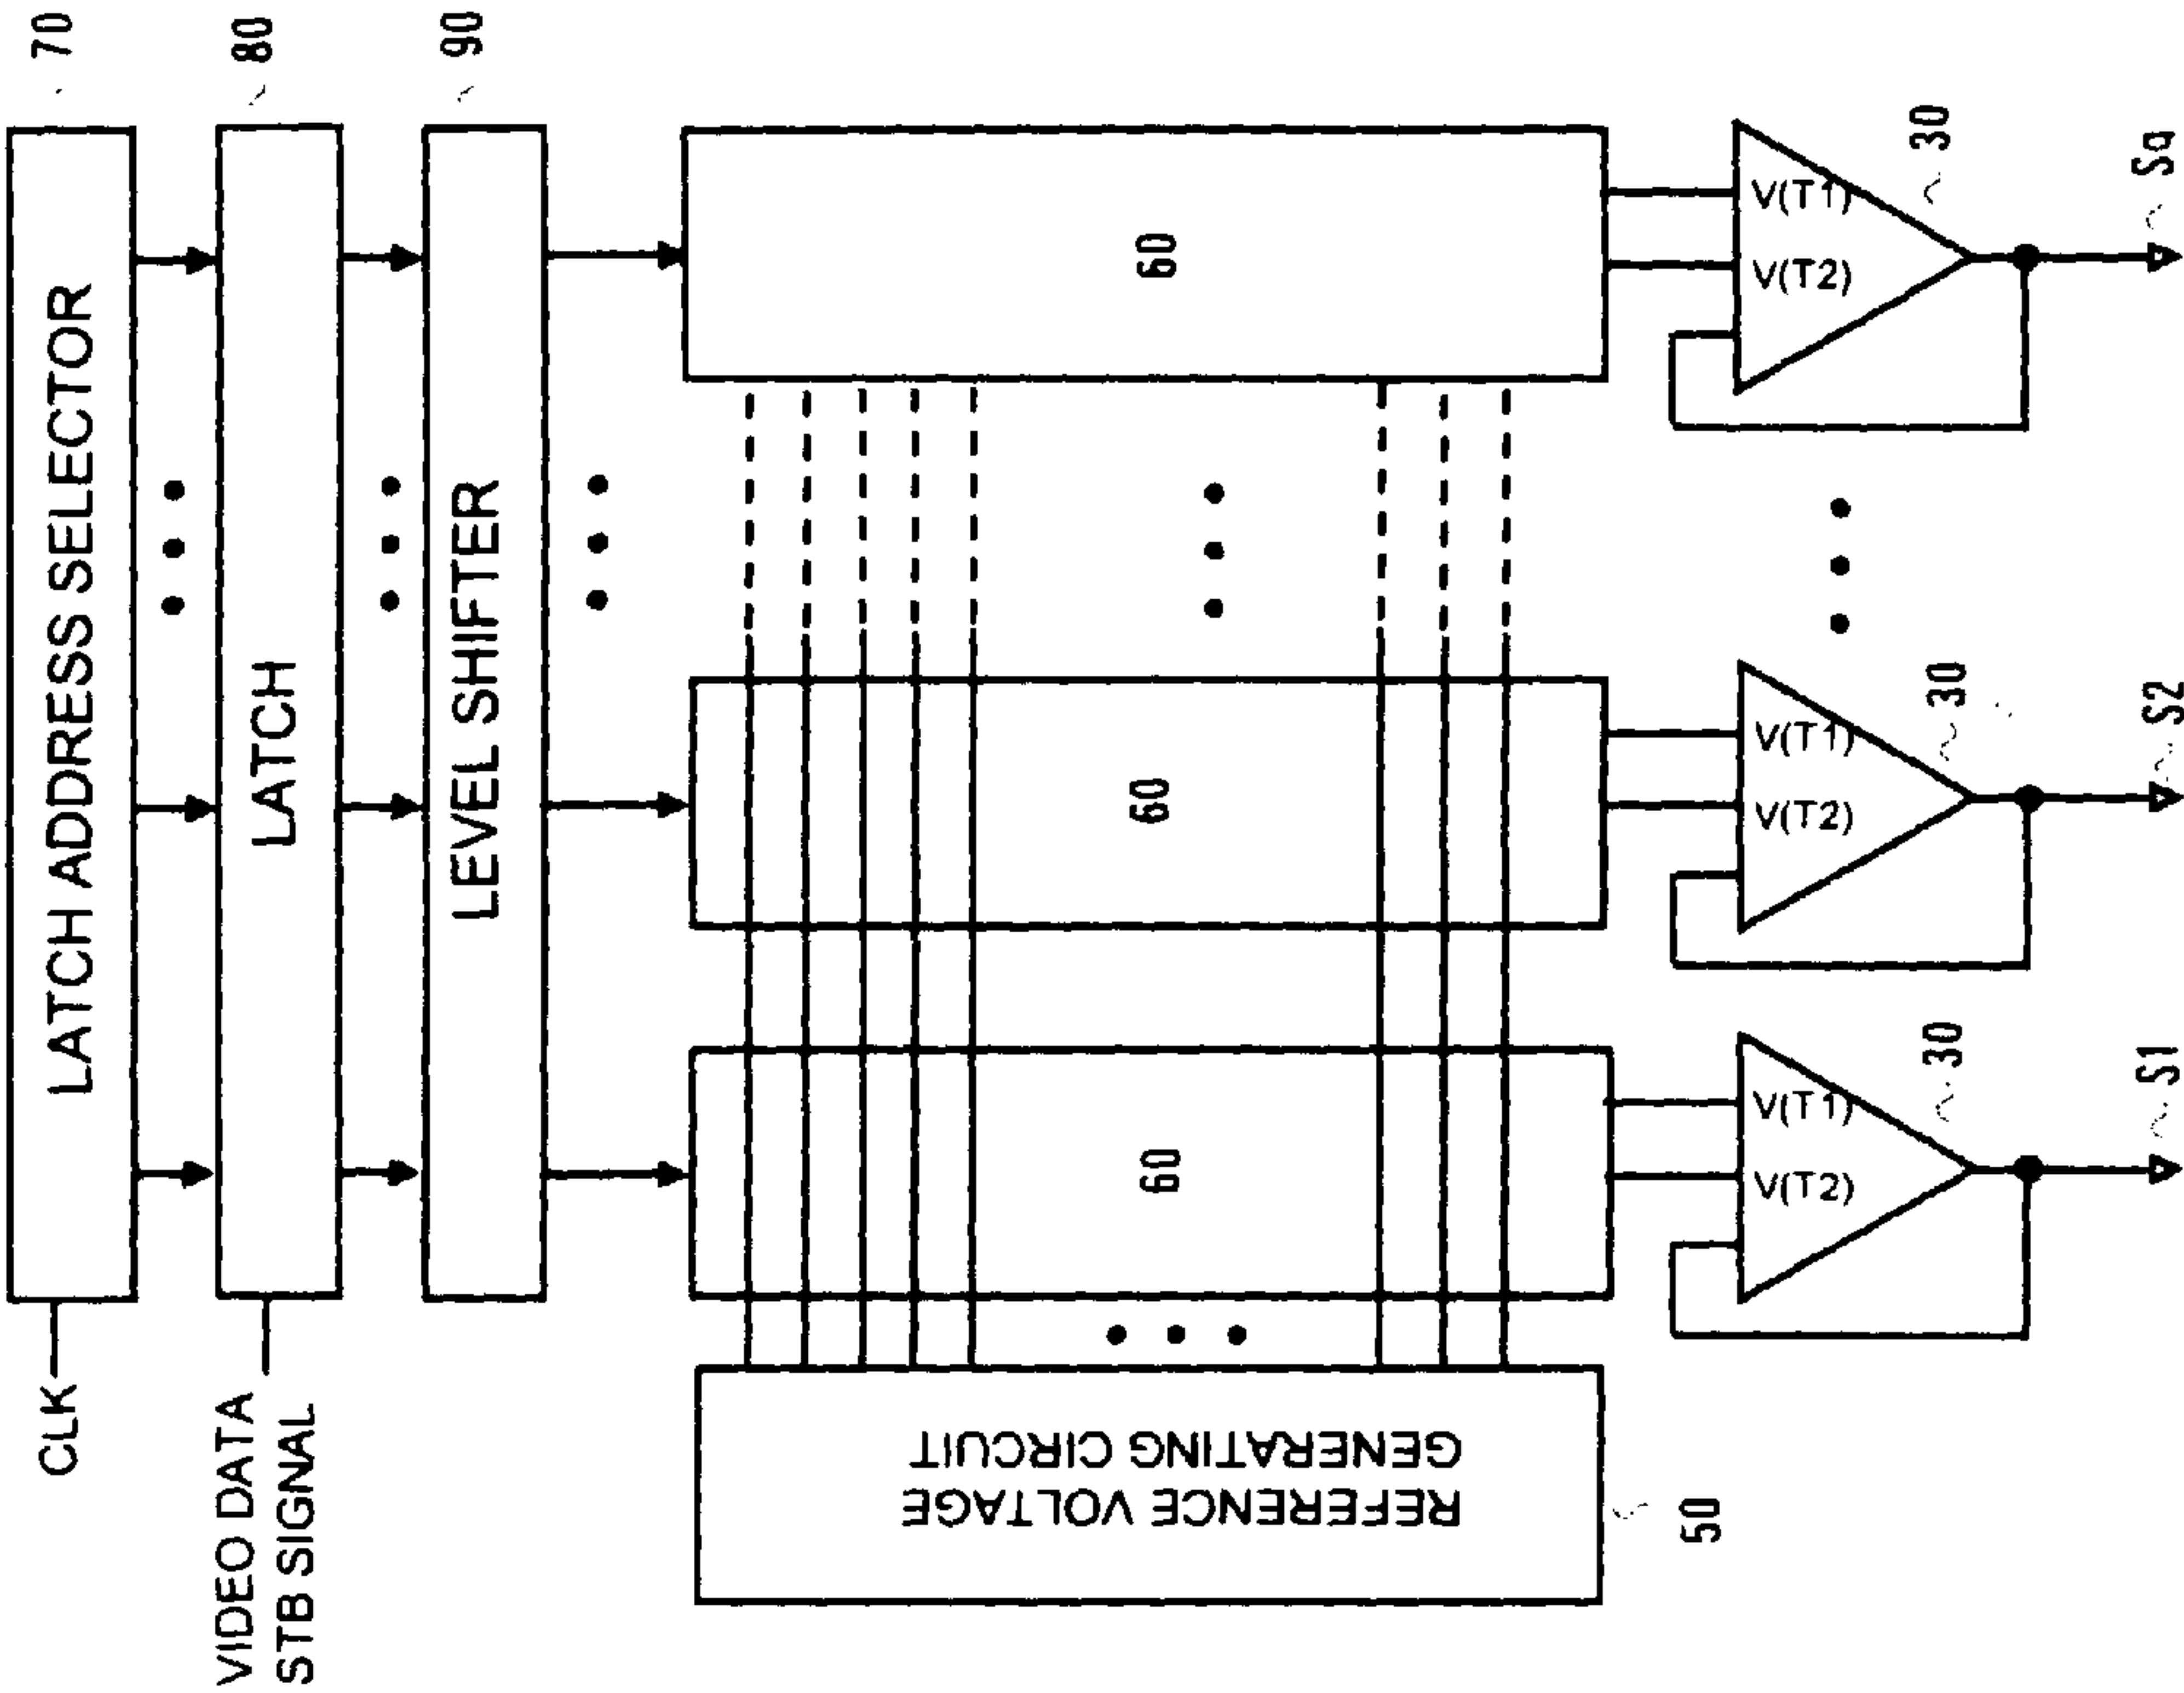 CLK
LATCH ADDRESS SELECTOR
70
VIDEO DATA
STB SIGNAL
LATCH
80
LEVEL SHIFTER
90
REFERENCE VOLTAGE
GENERATING CIRCUIT
50
60
60
60
V(T2)
V(T1)
30
V(T2)
V(T1)
30
V(T2)
V(T1)
30
S1
S2
Sq